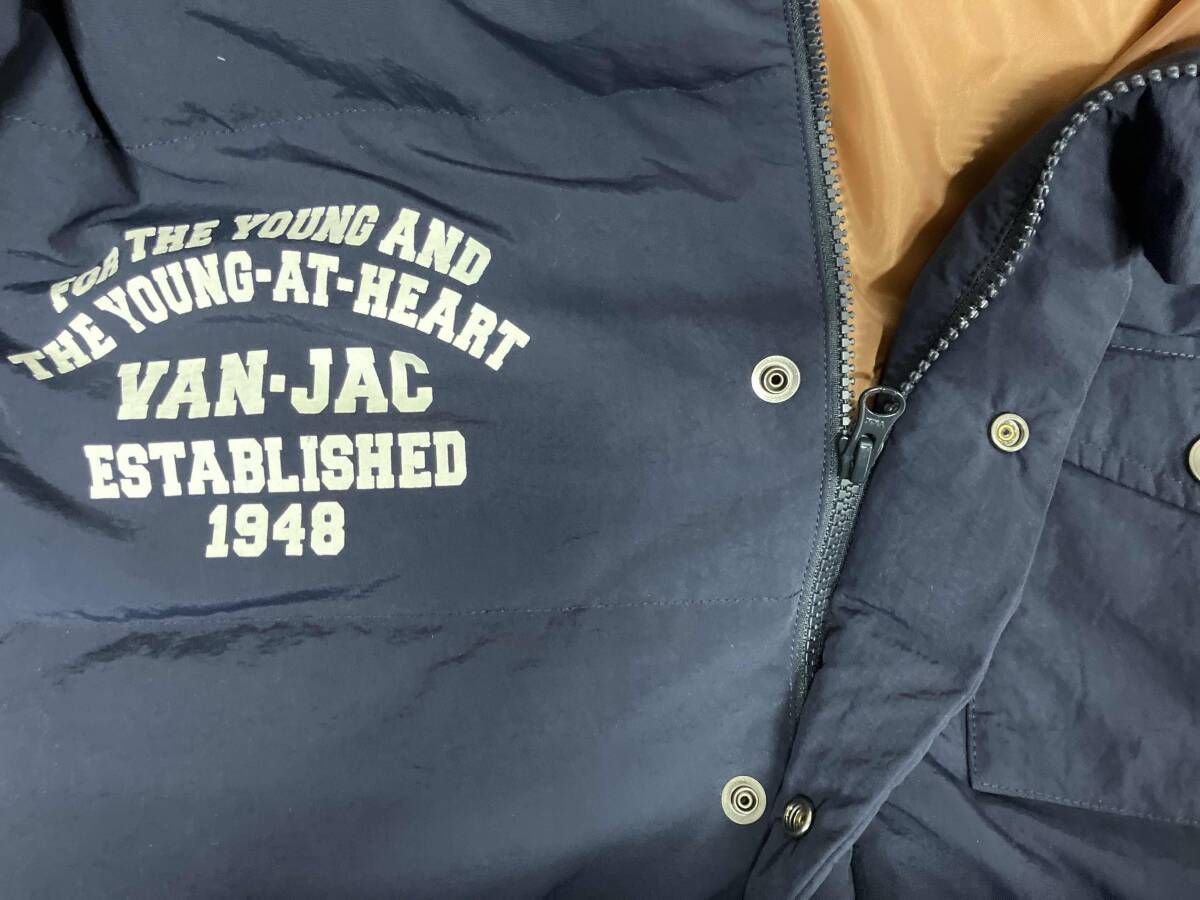 FOR THE YOUNG AND
THE YOUNG-AT-HEART
VAN-JAC
ESTABLISHED
1948